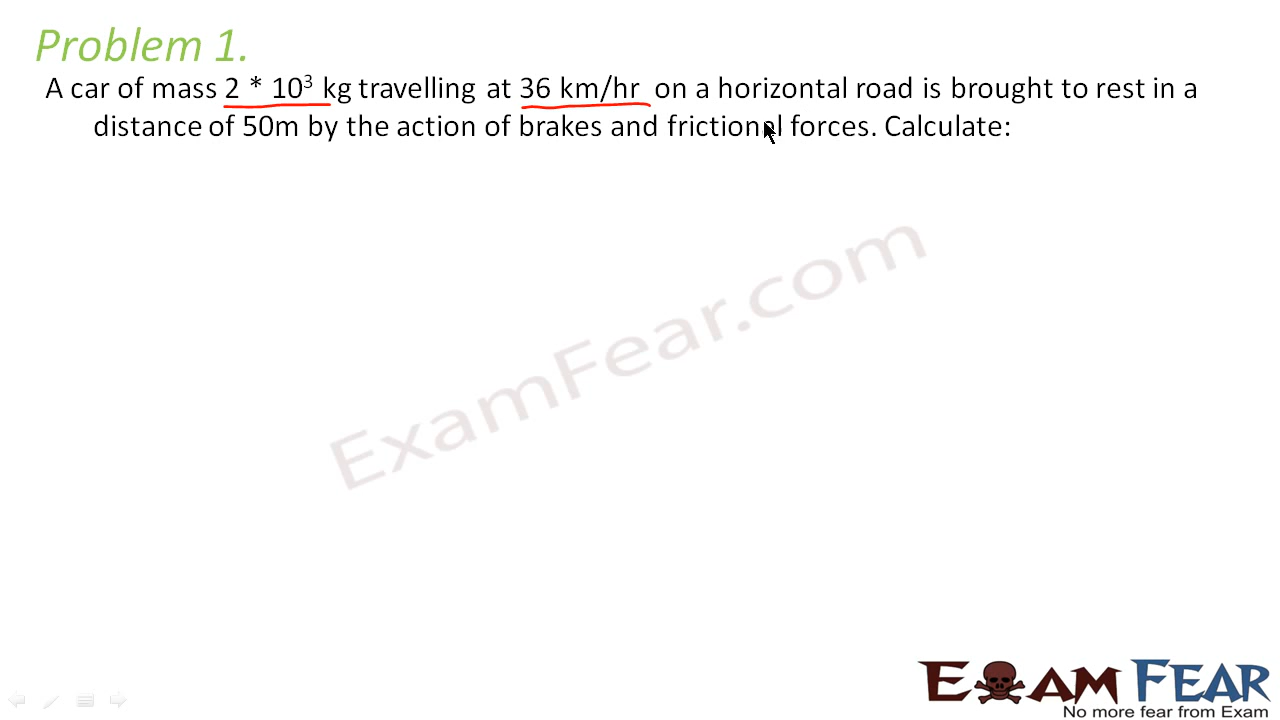 Problem 1.
A car of mass 2 * 10³ kg travelling at 36 km/hr on a horizontal road is brought to rest in a
distance of 50m by the action of brakes and frictional forces. Calculate:
ExamFear.com
EXAM FEAR
No more fear from Exam